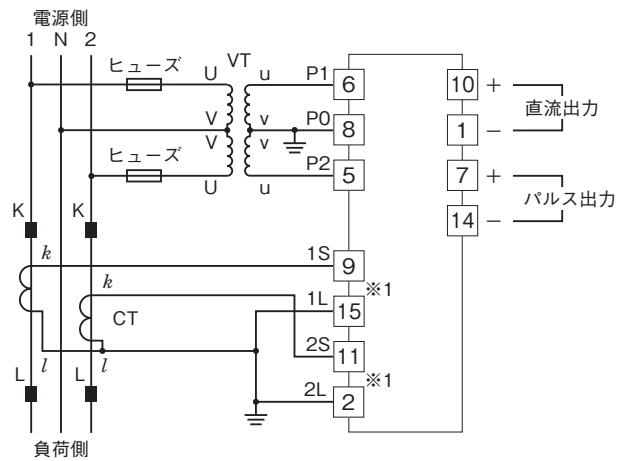 電源側
1 N 2
ヒューズ
U VT u P1 6
V v P0 8
V v
ヒューズ
U u P2 5
10 + 直流出力
1 −
7 + パルス出力
14 −
K K
k 1S 9
※1
k 1L 15
CT
2S 11
※1
l l
L L 2L 2
負荷側